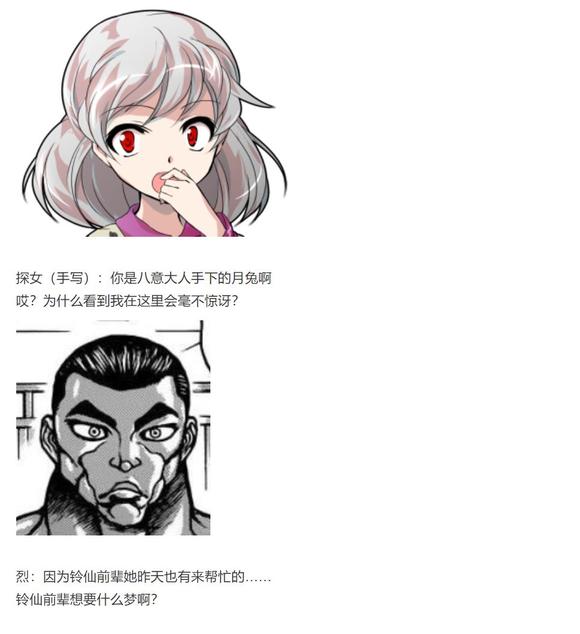 探女（手写）：你是八意大人手下的月兔啊
哎？为什么看到我在这里会毫不惊讶？
烈：因为铃仙前辈她昨天也有来帮忙的……
铃仙前辈想要什么梦啊？